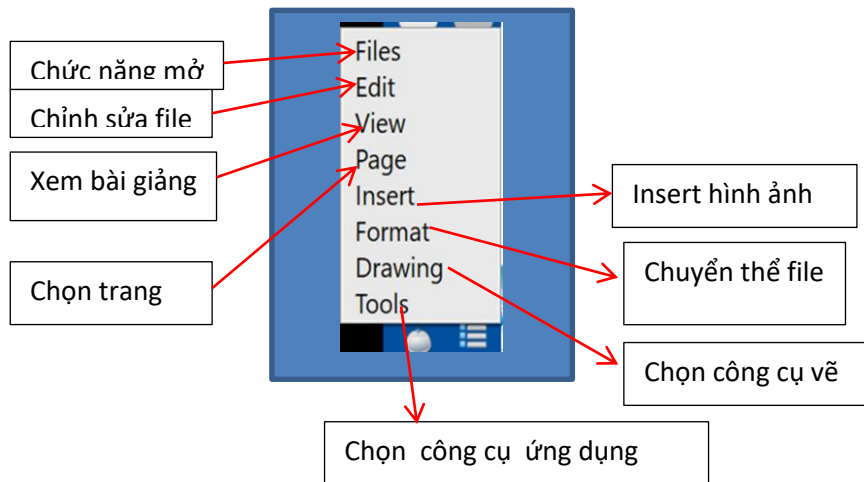 Files
Edit
View
Page
Insert
Format
Drawing
Tools
Chức năng mở
Chỉnh sửa file
Xem bài giảng
Chọn trang
Insert hình ảnh
Chuyển thể file
Chọn công cụ vẽ
Chọn công cụ ứng dụng